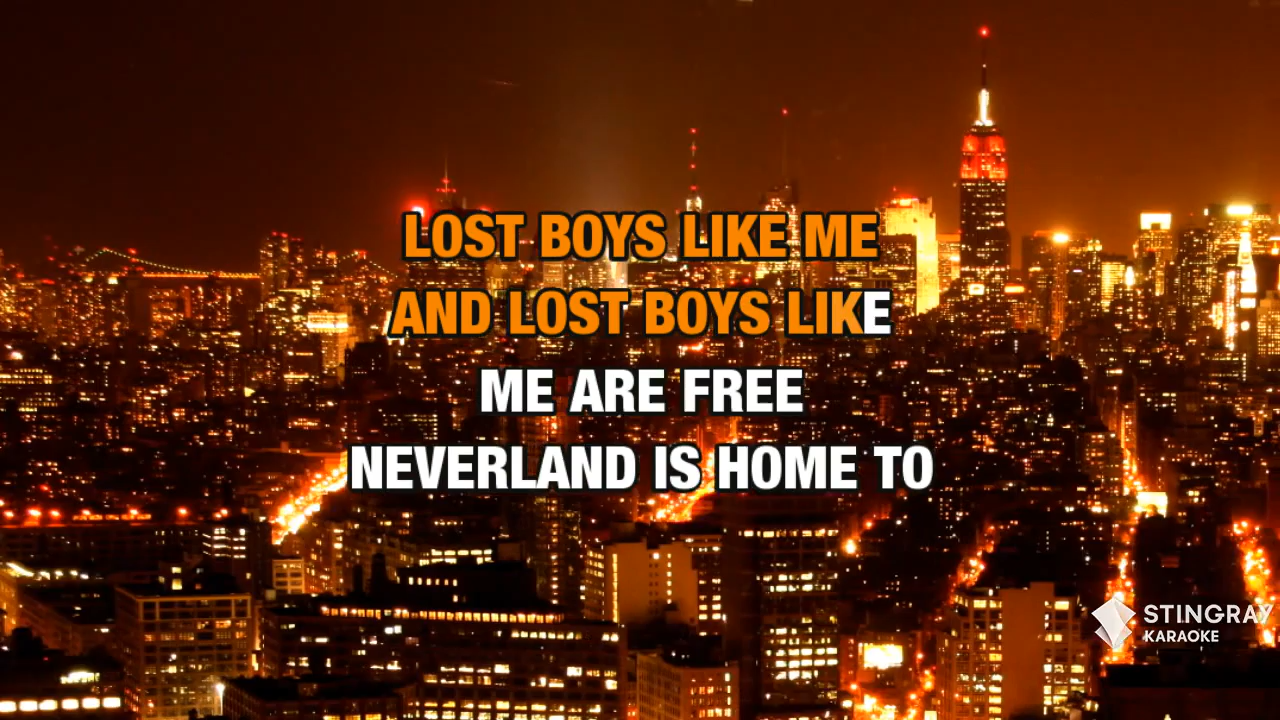 LOST BOYS LIKE ME
AND LOST BOYS LIKE
ME ARE FREE
NEVERLAND IS HOME TO
STINGRAY
KARAOKE